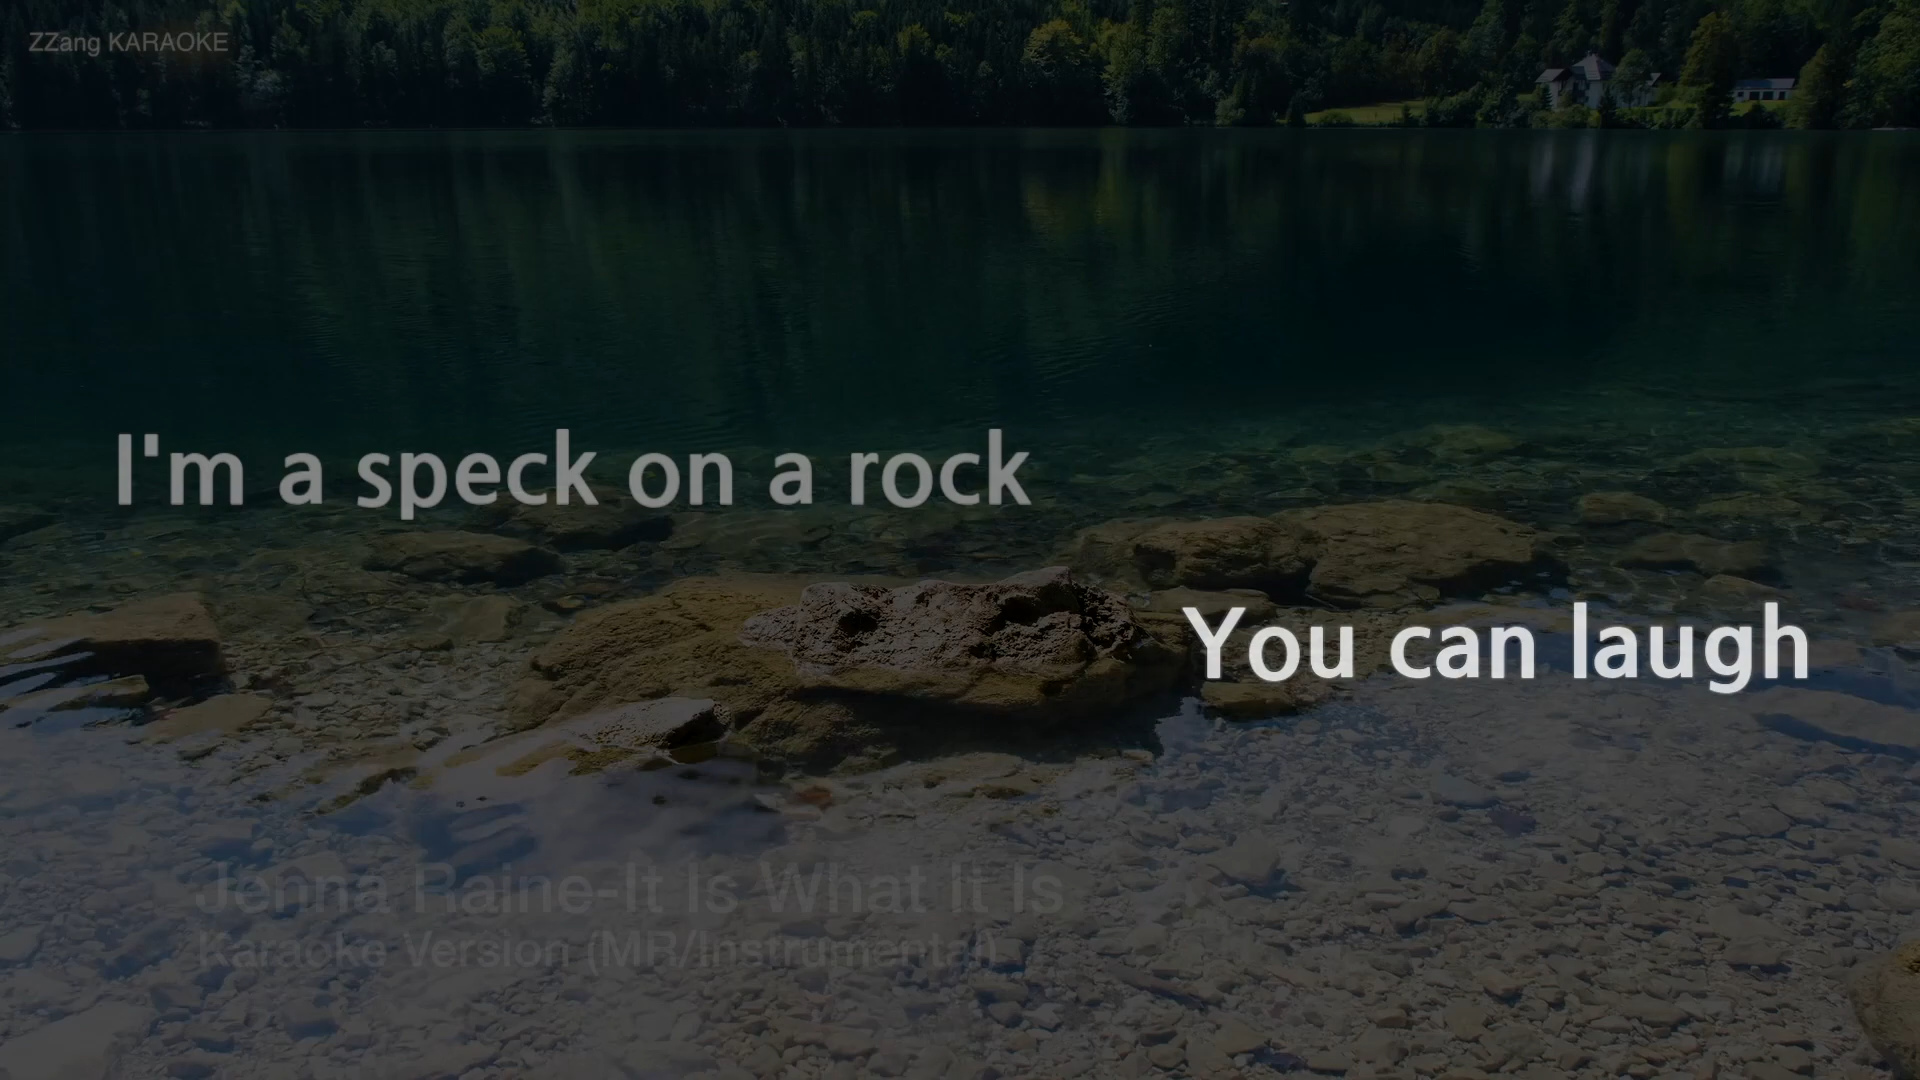 ZZang KARAOKE
I'm a speck on a rock
You can laugh
Jenna Raine-It Is What It Is
Karaoke Version (MR/Instrumental)